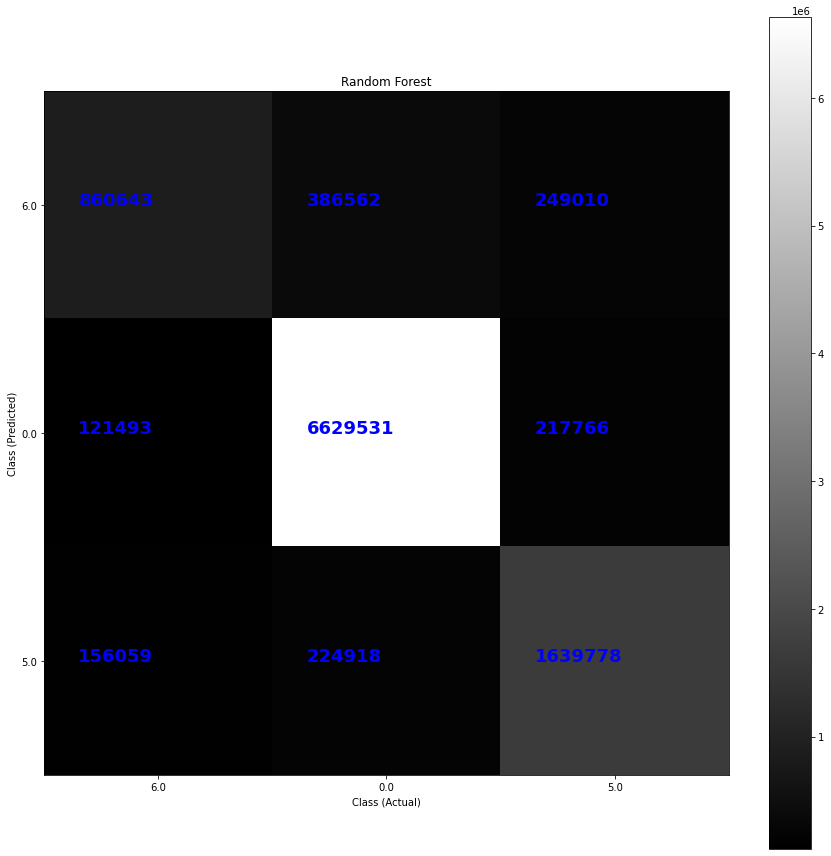 1e6
Random Forest
6
860643 386562 249010
6.0
5
4
121493 6629531 217766
0.0
Class (Predicted)
3
2
156059 224918 1639778
5.0
1
6.0 0.0 5.0
Class (Actual)